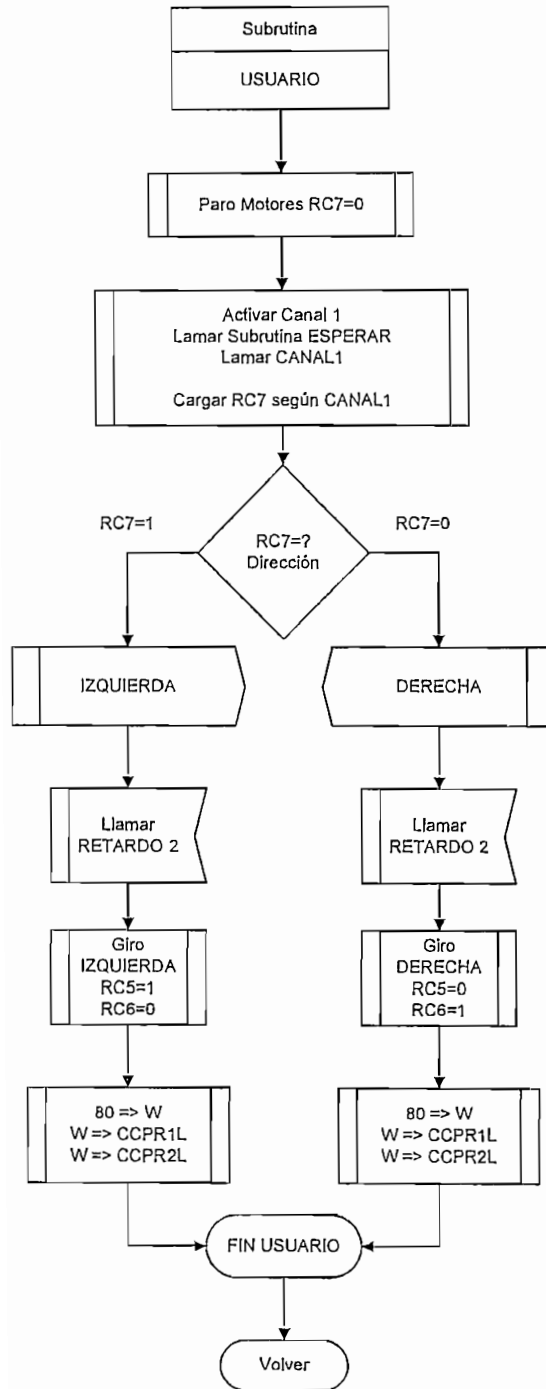 Subrutina
USUARIO
Paro Motores RC7=0
Activar Canal 1
Lamar Subrutina ESPERAR
Lamar CANAL1
Cargar RC7 según CANAL1
RC7=1
RC7=?
Dirección
RC7=0
IZQUIERDA
DERECHA
Llamar
RETARDO 2
Llamar
RETARDO 2
Giro
IZQUIERDA
RC5=1
RC6=0
Giro
DERECHA
RC5=0
RC6=1
80 => W
W => CCPR1L
W => CCPR2L
80 => W
W => CCPR1L
W => CCPR2L
FIN USUARIO
Volver